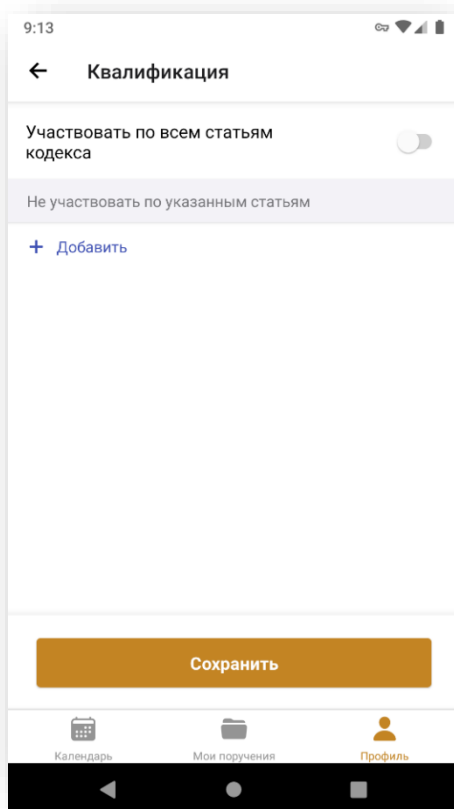 9:13
Квалификация
Участвовать по всем статьям
кодекса
Не участвовать по указанным статьям
+ Добавить
Сохранить
Календарь
Мои поручения
Профиль